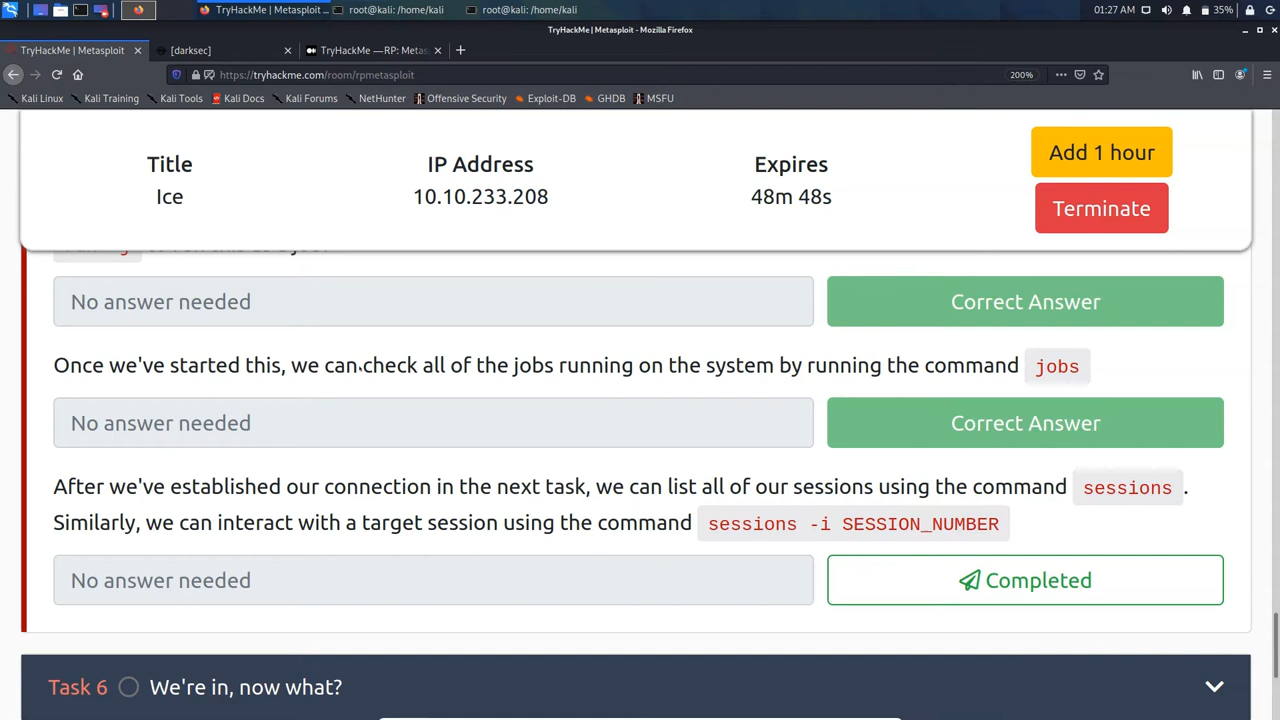 TryHackMe | Metasploit ...
root@kali: /home/kali
root@kali: /home/kali
01:27 AM
35%
TryHackMe | Metasploit - Mozilla Firefox
TryHackMe | Metasploit
[darksec]
TryHackMe — RP: Metas
https://tryhackme.com/room/rpmetasploit
200%
Kali Linux
Kali Training
Kali Tools
Kali Docs
Kali Forums
NetHunter
Offensive Security
Exploit-DB
GHDB
MSFU
Title
IP Address
Expires
Add 1 hour
Ice
10.10.233.208
48m 48s
Terminate
No answer needed
Correct Answer
Once we've started this, we can check all of the jobs running on the system by running the command jobs
No answer needed
Correct Answer
After we've established our connection in the next task, we can list all of our sessions using the command sessions .
Similarly, we can interact with a target session using the command sessions -i SESSION_NUMBER
No answer needed
Completed
Task 6 We're in, now what?